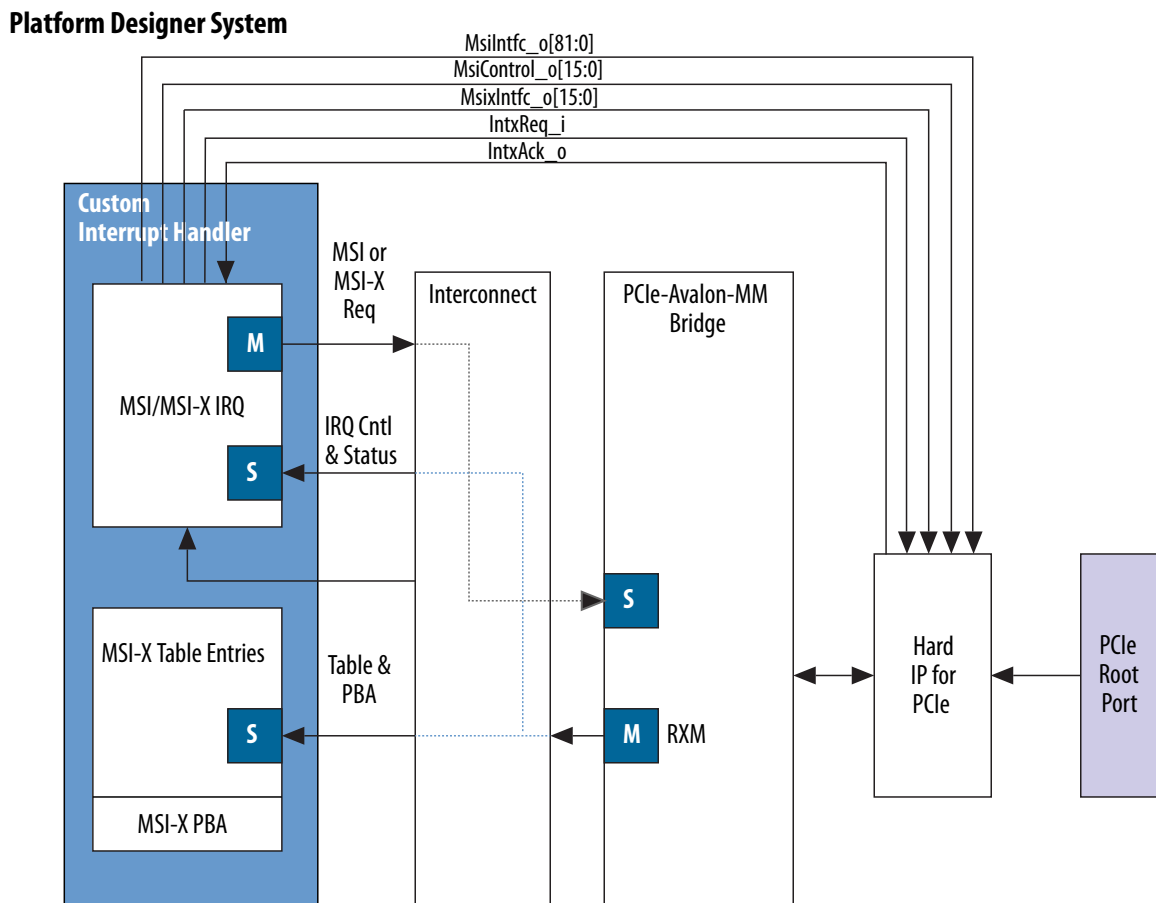 Platform Designer System
MsiIntfc_o[81:0]
MsiControl_o[15:0]
MsixIntfc_o[15:0]
IntxReq_i
IntxAck_o
Custom
Interrupt Handler
MSI or
MSI-X
Req
Interconnect
PCIe-Avalon-MM
Bridge
M
MSI/MSI-X IRQ
IRQ Cntl
& Status
S
S
MSI-X Table Entries
Table &
PBA
Hard
IP for
PCIe
PCIe
Root
Port
S
M
RXM
MSI-X PBA